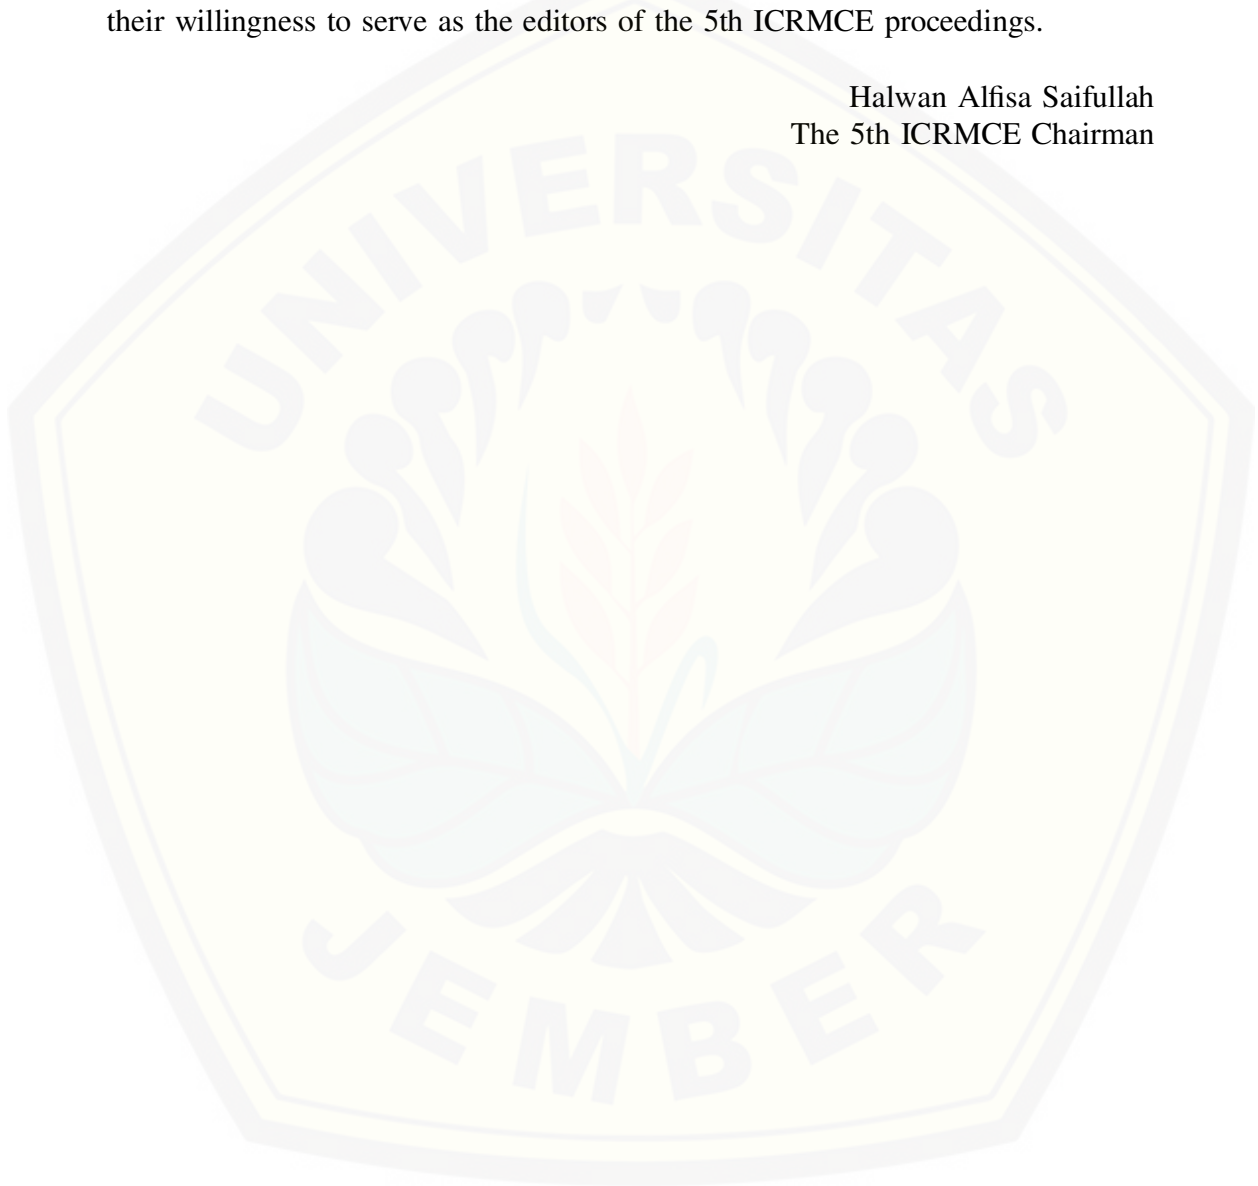 their willingness to serve as the editors of the 5th ICRMCE proceedings.
Halwan Alfisa Saifullah
The 5th ICRMCE Chairman
UNIVERSITAS
JEMBER